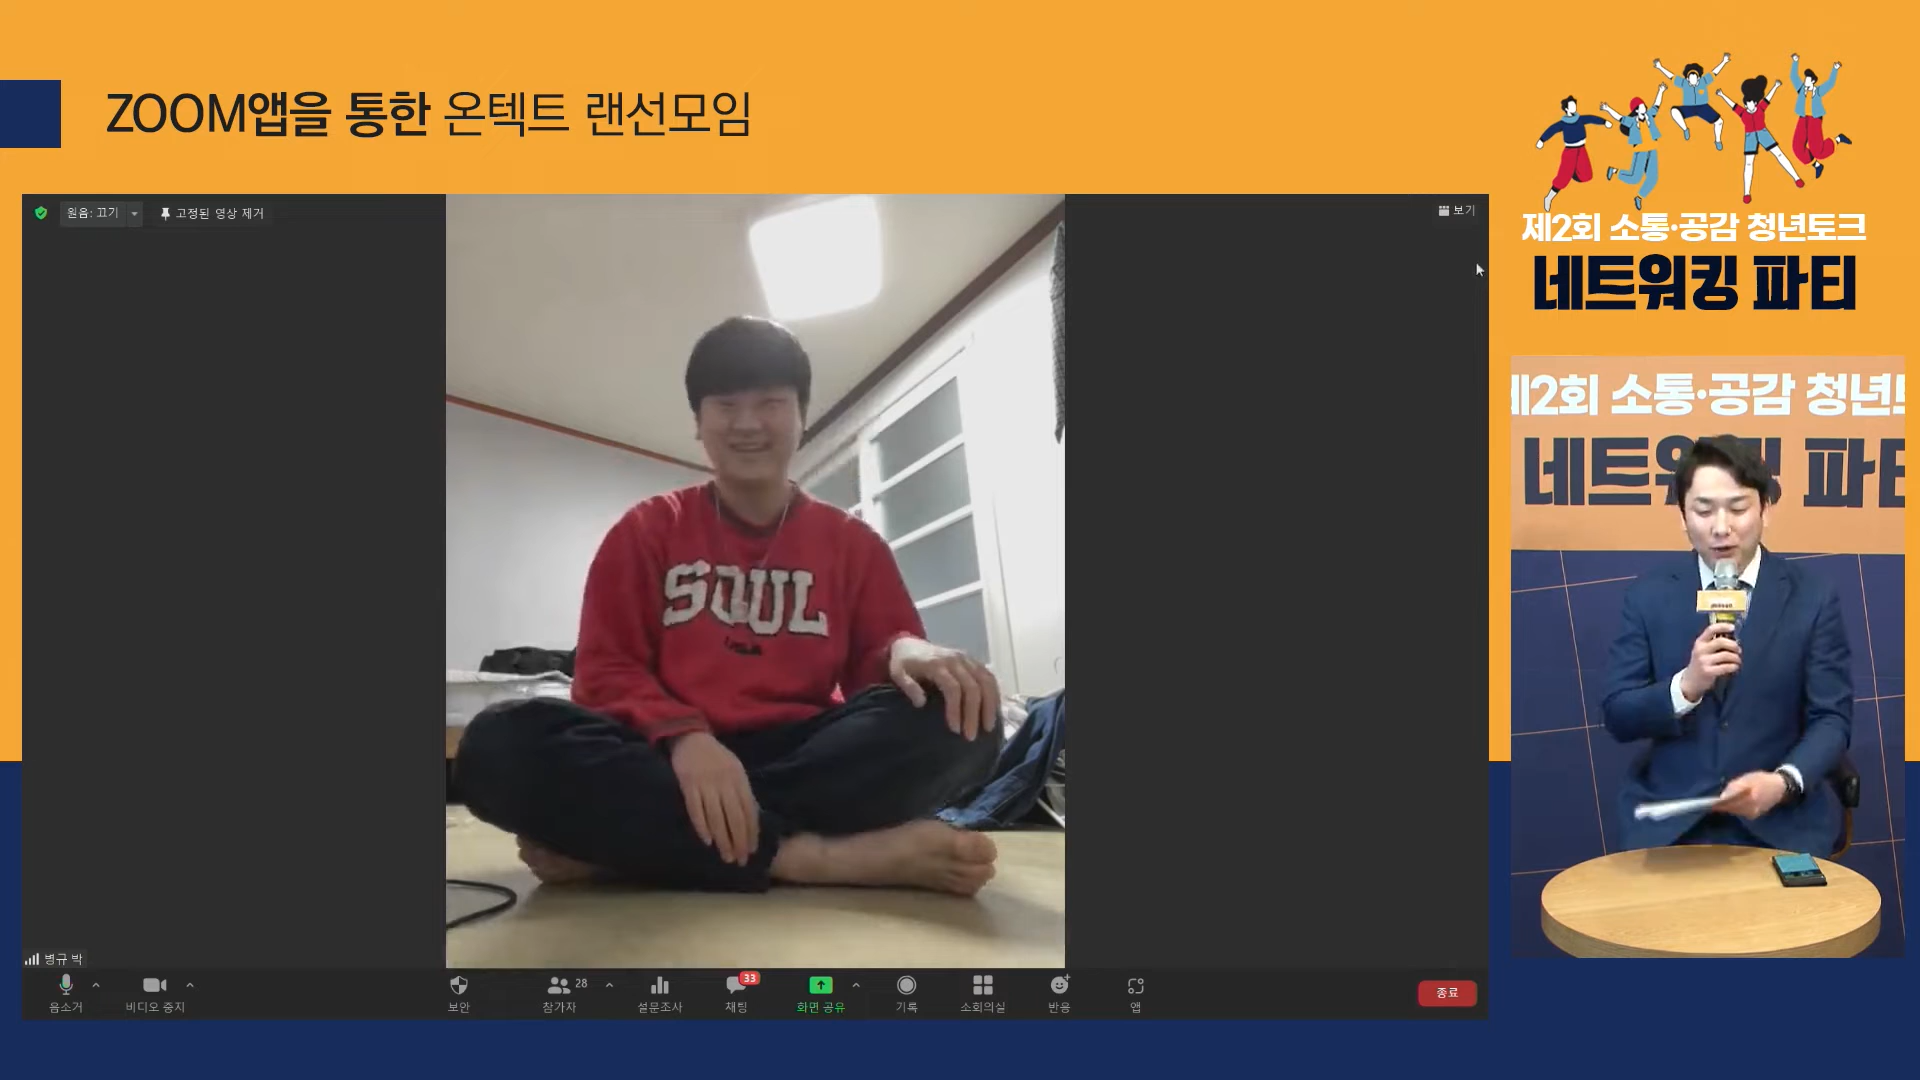 ZOOM앱을 통한 온텍트 랜선모임
제2회 소통·공감 청년토크
네트워킹 파티
원음: 끄기
고정된 영상 제거
보기
SOUL
제2회 소통·공감 청년토
네트워킹 파티
병규 박
음소거
비디오 중지
보안
참가자
28
설문조사
채팅
33
화면 공유
기록
소회의실
반응
앱
종료